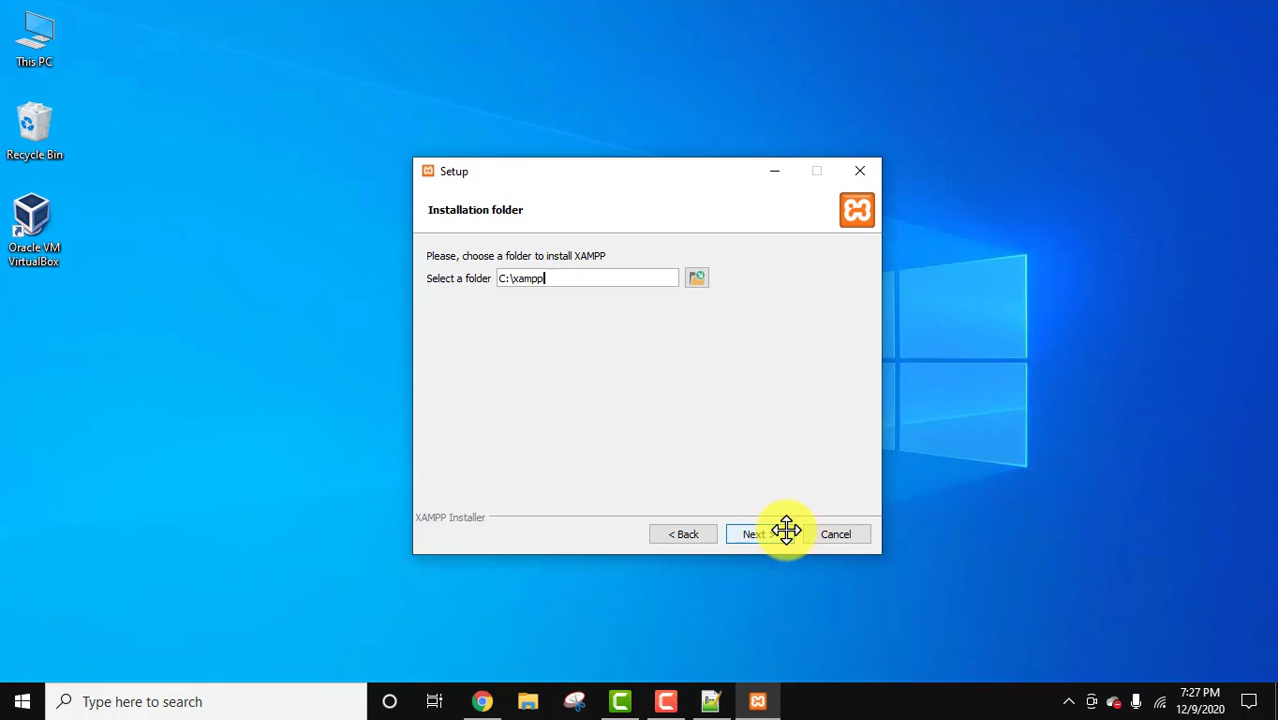 This PC
Recycle Bin
Oracle VM
VirtualBox
Setup
Installation folder
Please, choose a folder to install XAMPP
Select a folder C:\xampp
XAMPP Installer
< Back Next > Cancel
Type here to search
7:27 PM
12/9/2020